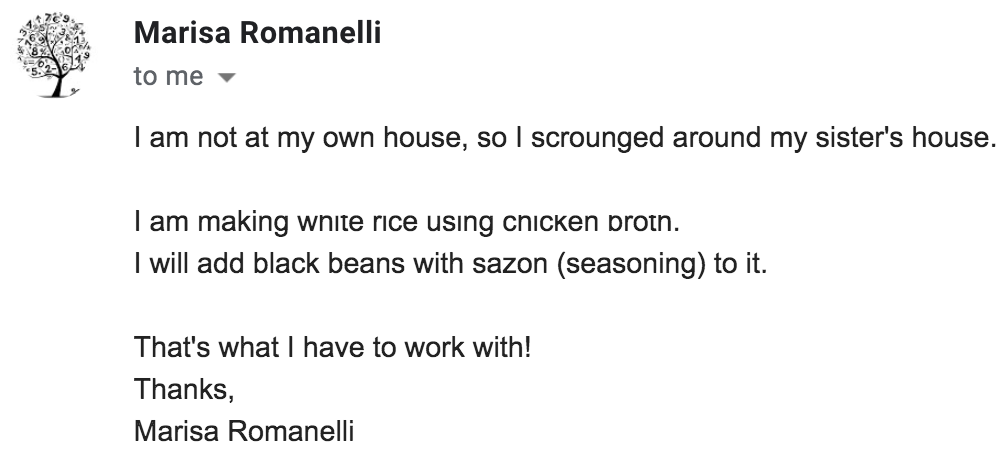 Marisa Romanelli
to me
I am not at my own house, so I scrounged around my sister's house.
I am making white rice using chicken broth.
I will add black beans with sazon (seasoning) to it.
That's what I have to work with!
Thanks,
Marisa Romanelli